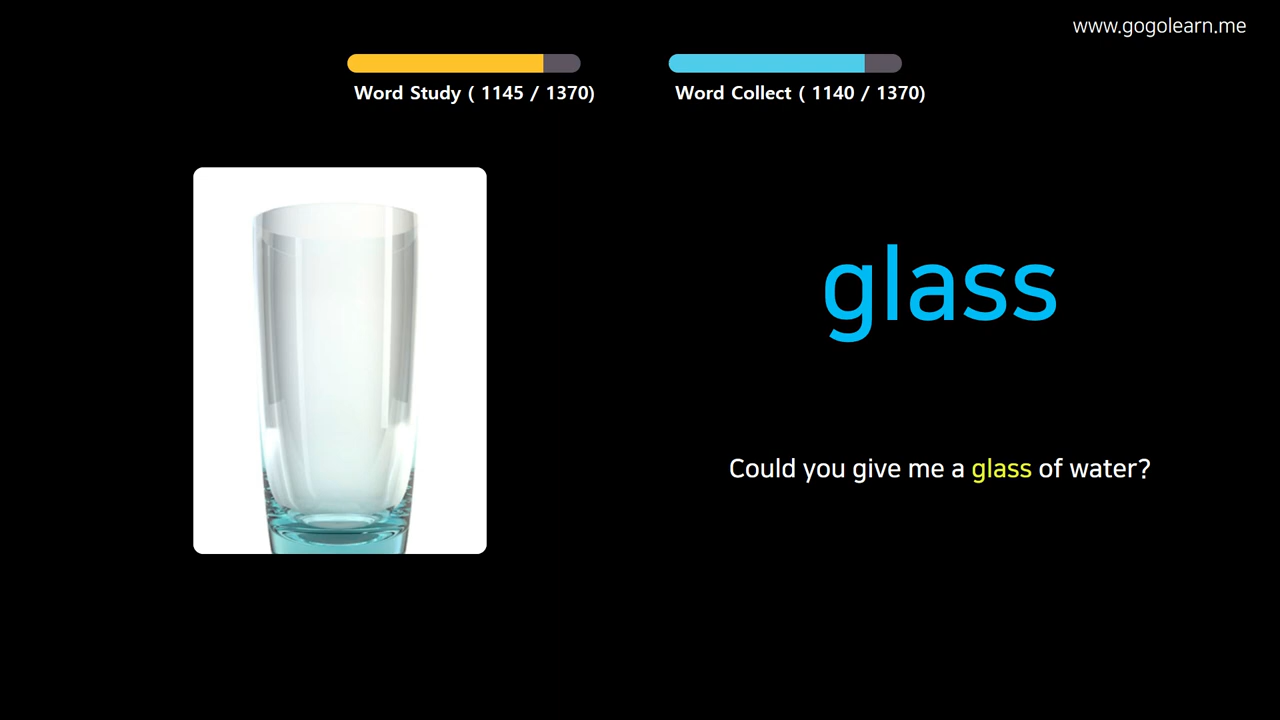 www.gogolearn.me
Word Study ( 1145 / 1370)
Word Collect ( 1140 / 1370)
glass
Could you give me a glass of water?